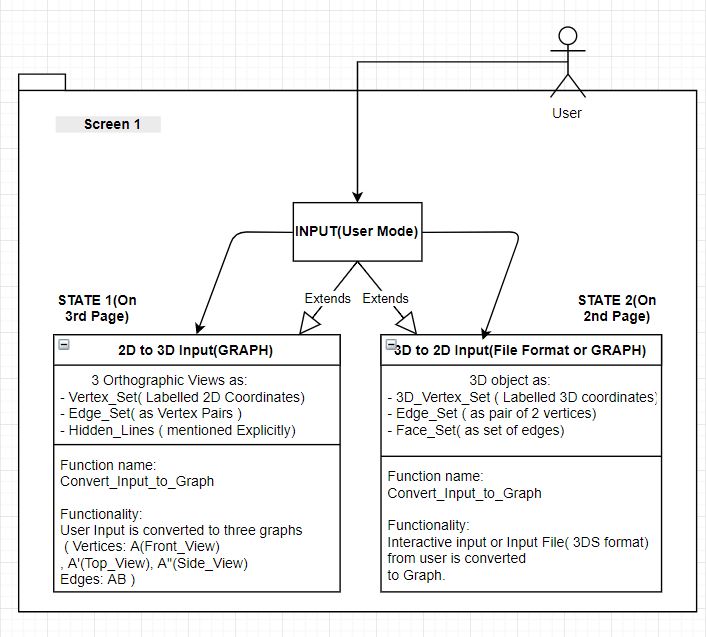 User
Screen 1
INPUT(User Mode)
Extends
Extends
STATE 1(On
3rd Page)
STATE 2(On
2nd Page)
2D to 3D Input(GRAPH)
3 Orthographic Views as:
- Vertex_Set( Labelled 2D Coordinates)
- Edge_Set( as Vertex Pairs )
- Hidden_Lines ( mentioned Explicitly)
Function name:
Convert_Input_to_Graph
Functionality:
User Input is converted to three graphs
( Vertices: A(Front_View)
, A'(Top_View), A"(Side_View)
Edges: AB )
3D to 2D Input(File Format or GRAPH)
3D object as:
- 3D_Vertex_Set ( Labelled 3D coordinates)
- Edge_Set ( as pair of 2 vertices)
- Face_Set( as set of edges)
Function name:
Convert_Input_to_Graph
Functionality:
Interactive input or Input File( 3DS format)
from user is converted
to Graph.